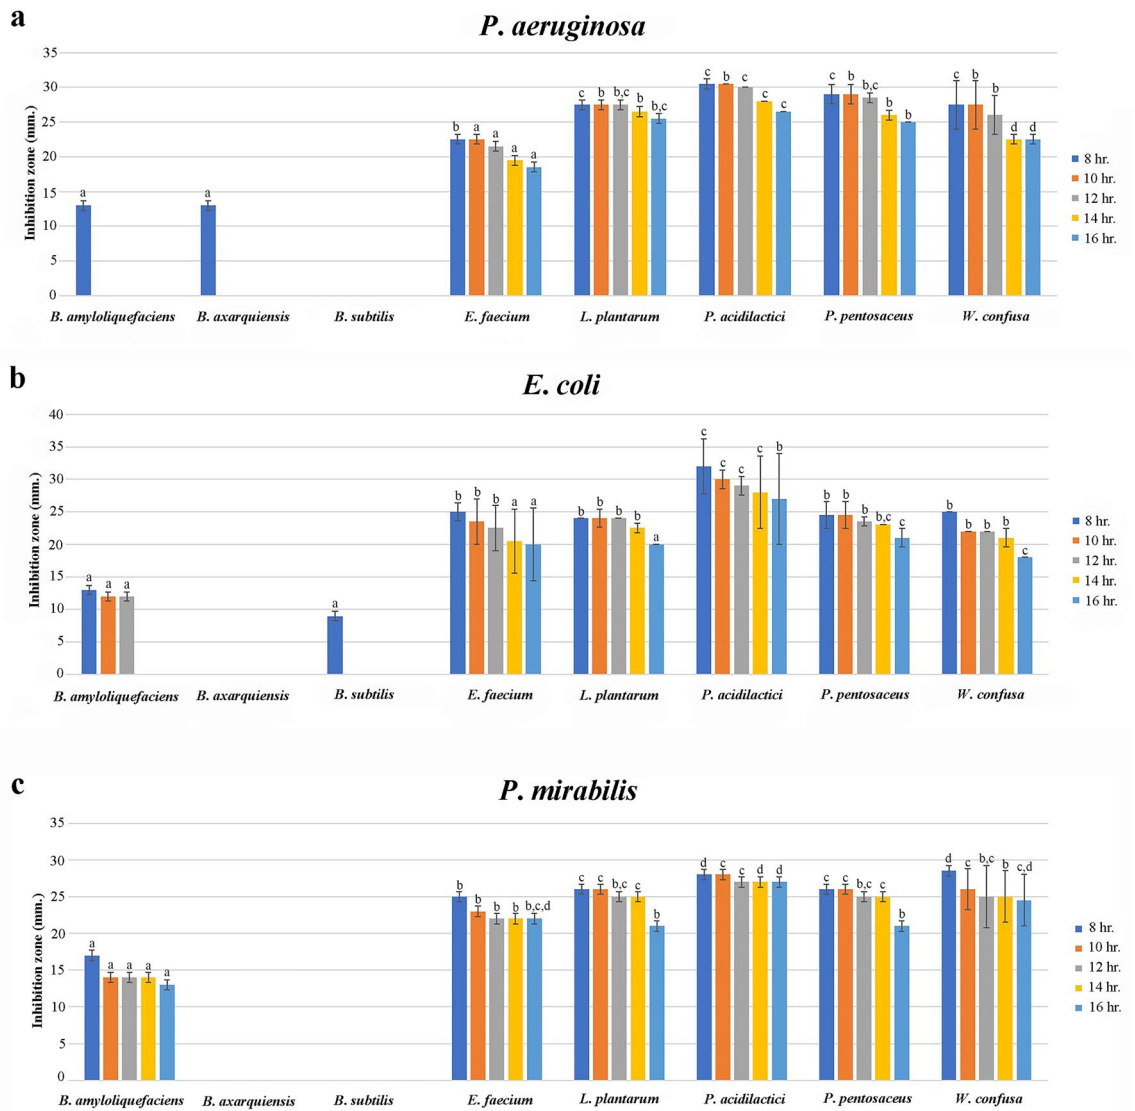 a
P. aeruginosa
35
30
25
20
15
10
5
0
Inhibition zone (mm.)
a
a
b a a a a
c b b,c b b,c
c b c c c
c b b,c b b
c b c d d
B. amyloliquefaciens B. axarquiensis B. subtilis E. faecium L. plantarum P. acidilactici P. pentosaceus W. confusa
8 hr.
10 hr.
12 hr.
14 hr.
16 hr.
b
E. coli
40
35
30
25
20
15
10
5
0
Inhibition zone (mm.)
a a a
a
b b b a a
b b b b a
c c c c b
b b b b,c c
b b b b c
B. amyloliquefaciens B. axarquiensis B. subtilis E. faecium L. plantarum P. acidilactici P. pentosaceus W. confusa
8 hr.
10 hr.
12 hr.
14 hr.
16 hr.
c
P. mirabilis
35
30
25
20
15
10
5
0
Inhibition zone (mm.)
a a a a a
b b b b b,c,d
c c b,c c b
d c c d d
c c b,c c b
d c b,c b c,d
B. amyloliquefaciens B. axarquiensis B. subtilis E. faecium L. plantarum P. acidilactici P. pentosaceus W. confusa
8 hr.
10 hr.
12 hr.
14 hr.
16 hr.